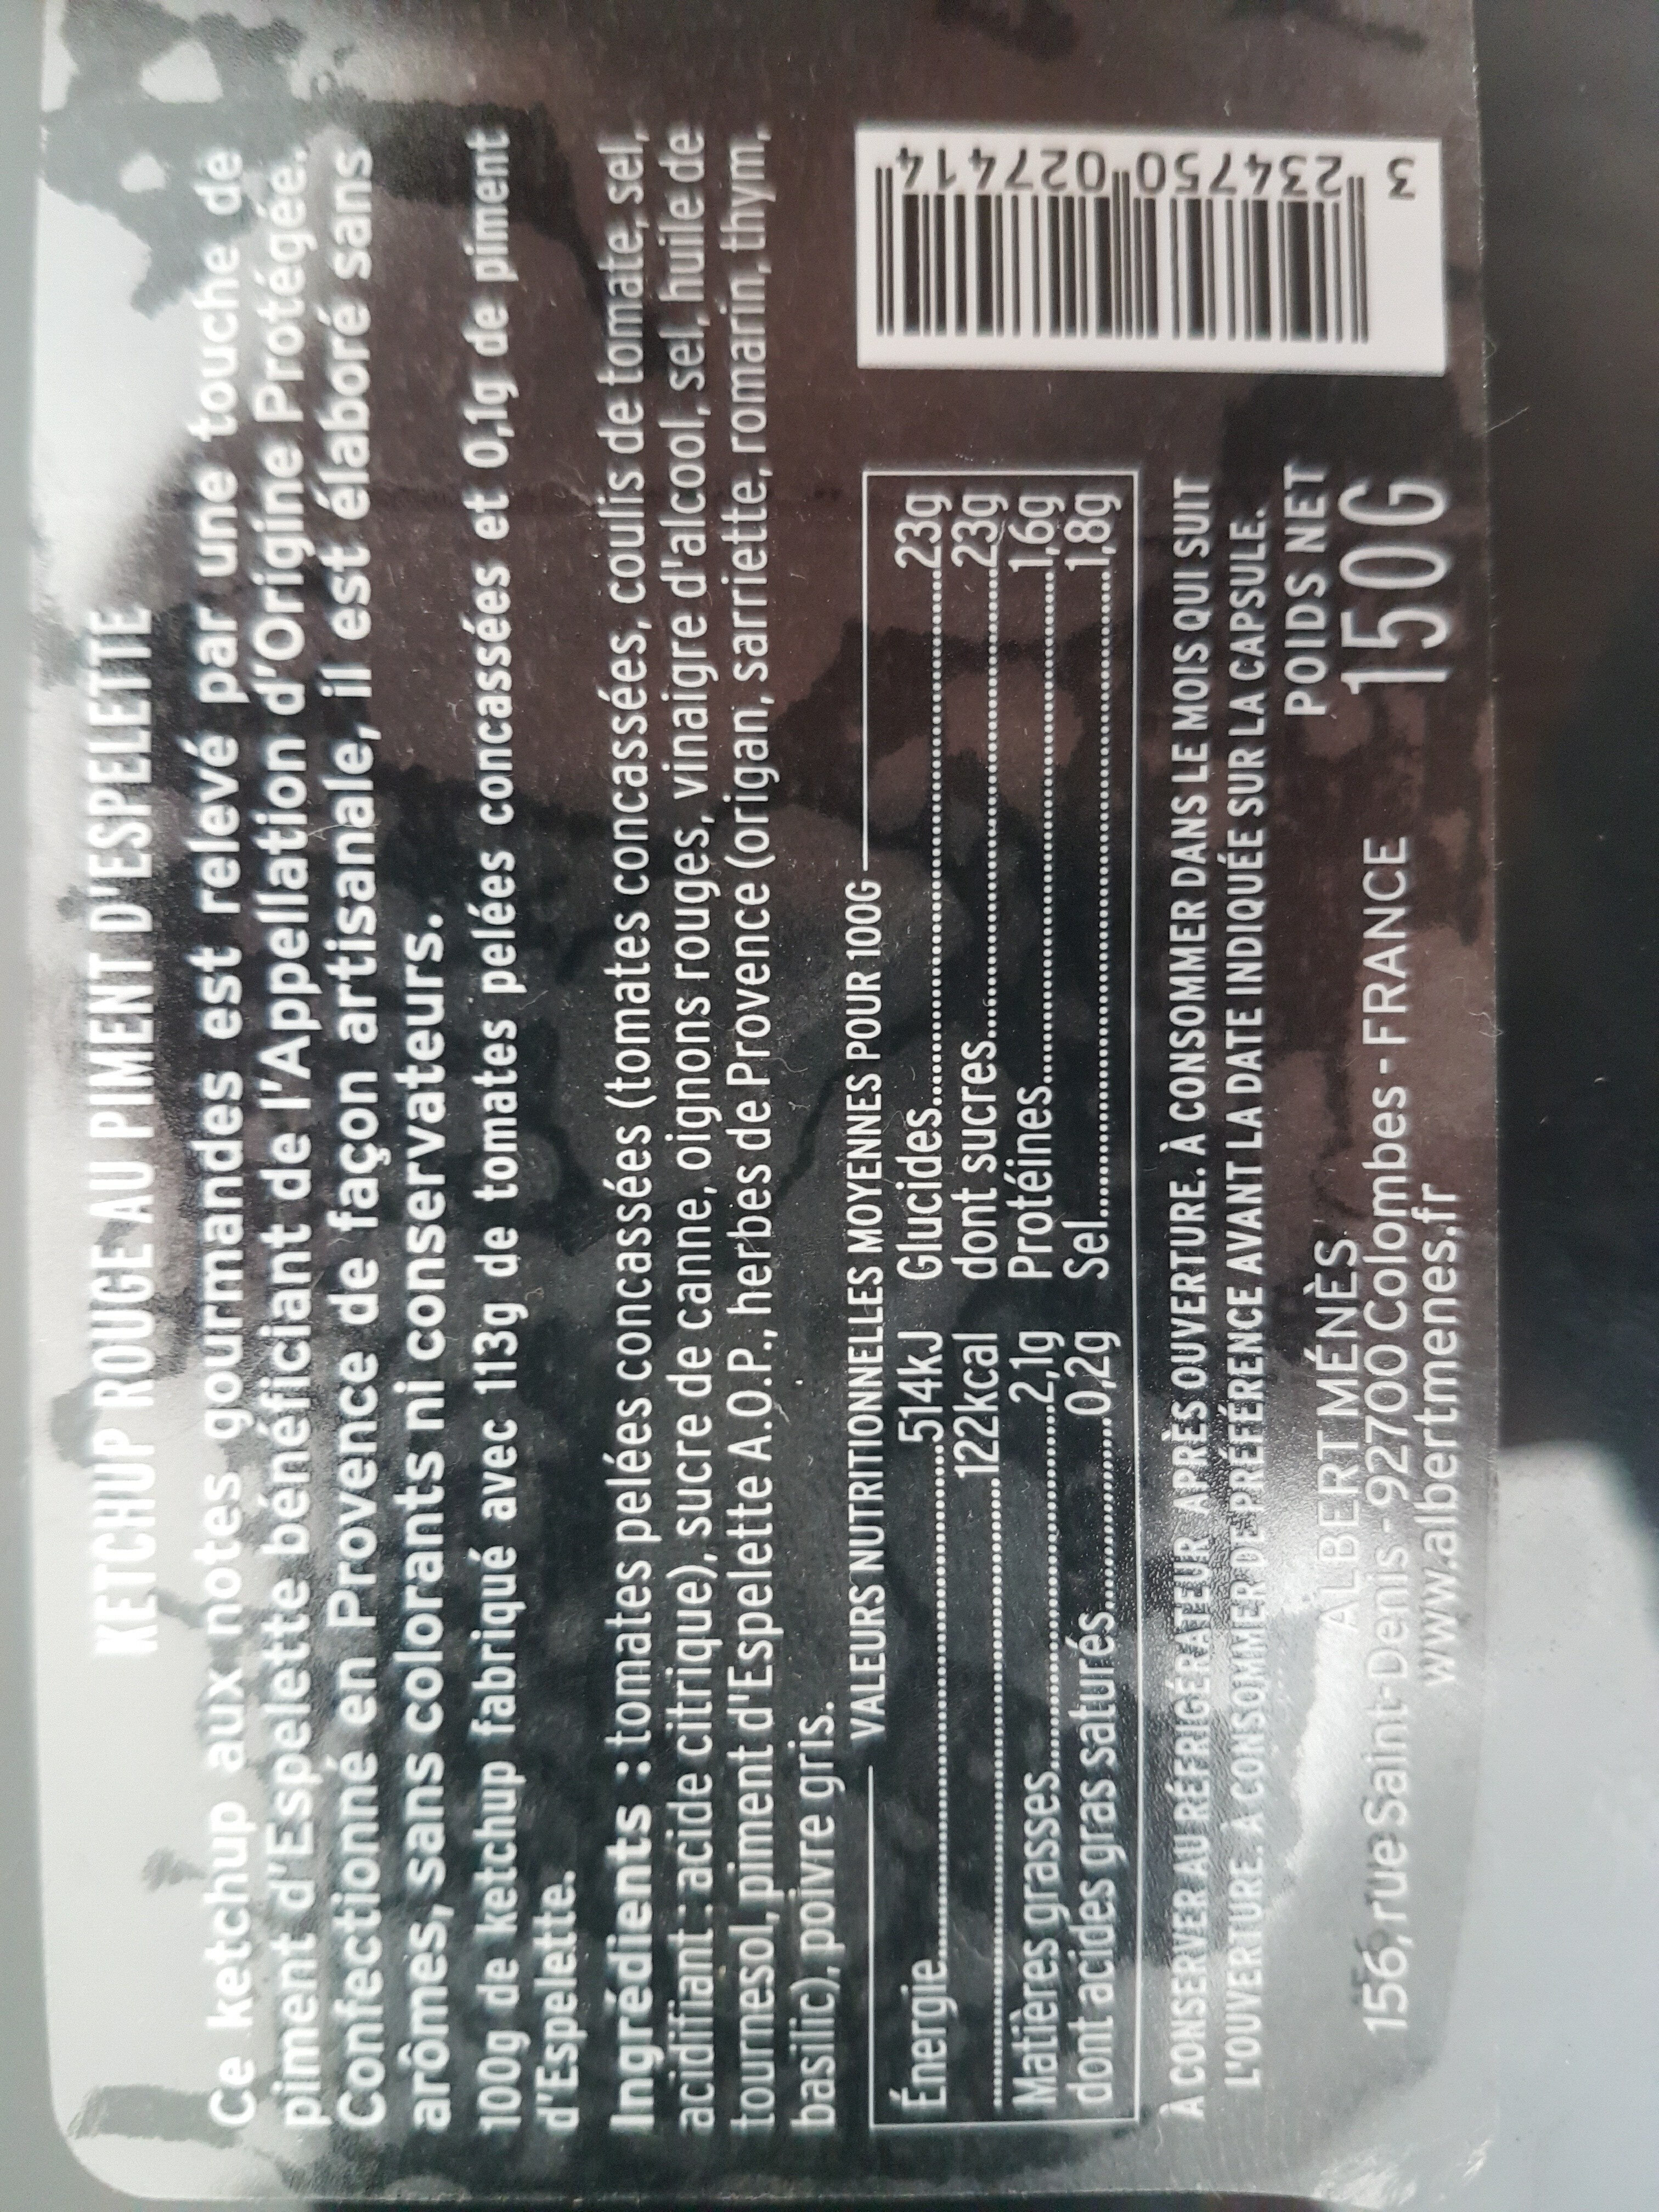 KETCHUP ROUGE AU PIMENT D'ESPELETTE
Ce ketchup aux notes gourmandes est relevé par une touche de
piment d'Espelette bénéficiant de l'Appellation d'Origine Protégée.
Confectionné en Provence de façon artisanale, il est élaboré sans
arômes, sans colorants ni conservateurs.
100g de ketchup fabriqué avec 113g de tomates pelées concassées et 0,1g de piment
d'Espelette.
Ingrédients : tomates pelées concassées (tomates concassées, coulis de tomate, sel,
acidifiant : acide citrique), sucre de canne, oignons rouges, vinaigre d'alcool, sel, huile de
tournesol, piment d'Espelette A.O.P., herbes de Provence (origan, sarriette, romarin, thym,
basilic), poivre gris.
VALEURS NUTRITIONNELLES MOYENNES POUR 100G
Énergie...514kJ Glucides...23g
...122kcal dont sucres...23g
Matières grasses...2,1g Protéines...1,6g
dont acides gras saturés...0,2g Sel...1,8g
À CONSERVER AU RÉFRIGÉRATEUR APRÈS OUVERTURE. À CONSOMMER DANS LE MOIS QUI SUIT
L'OUVERTURE. À CONSOMMER DE PRÉFÉRENCE AVANT LA DATE INDIQUÉE SUR LA CAPSULE.
ALBERT MÉNÈS
156, rue Saint-Denis - 92700 Colombes - FRANCE
www.albertmenes.fr
POIDS NET
150G
3 234750 027414